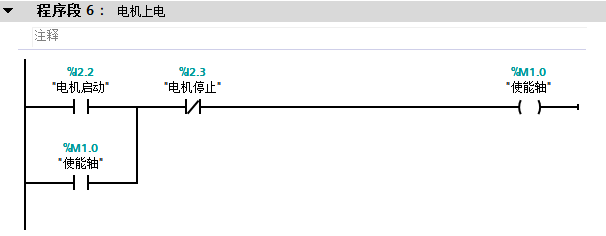 程序段 6： 电机上电
注释
%I2.2 %I2.3 %M1.0
"电机启动" "电机停止" "使能轴"
%M1.0
"使能轴"